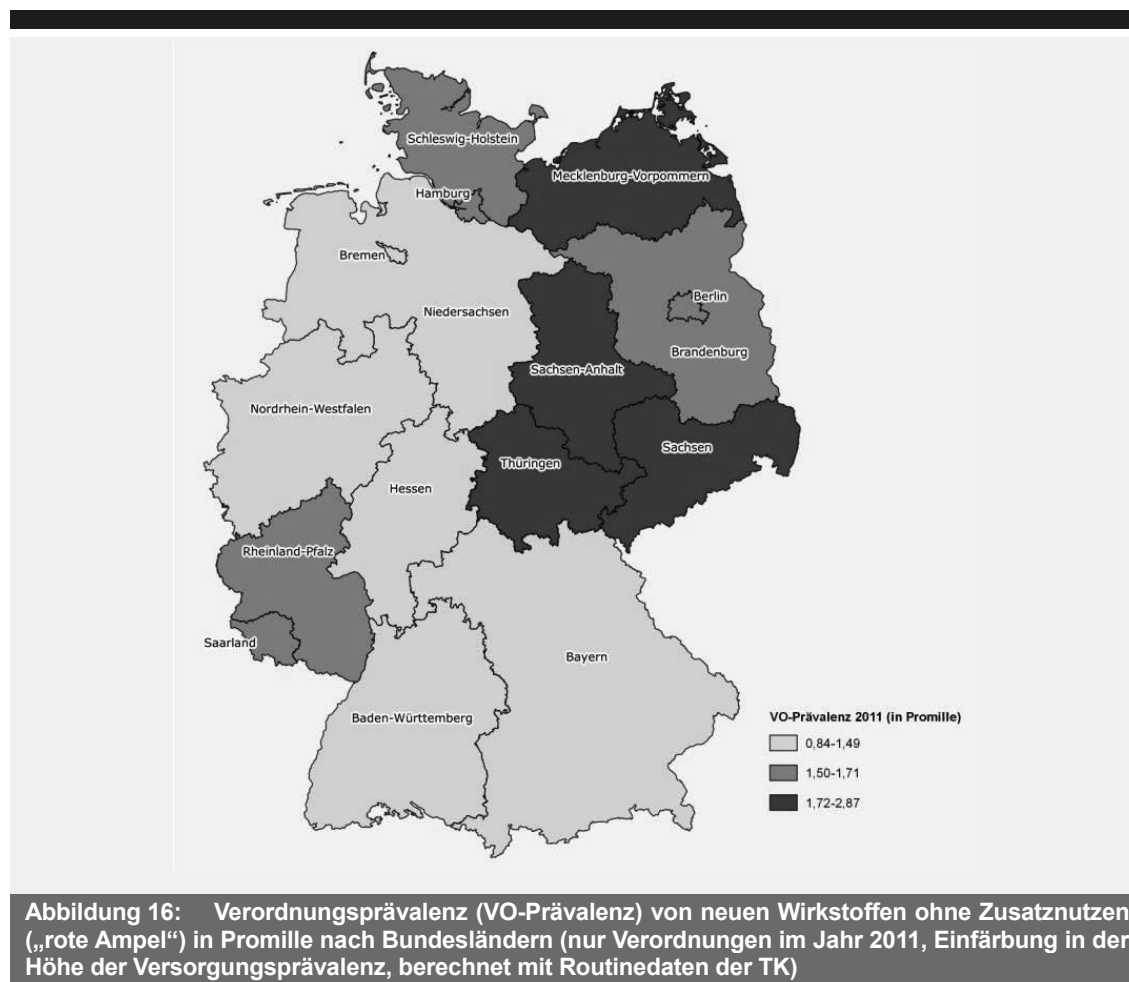 Schleswig-Holstein
Mecklenburg-Vorpommern
Hamburg
Bremen
Berlin
Niedersachsen
Brandenburg
Sachsen-Anhalt
Nordrhein-Westfalen
Sachsen
Thüringen
Hessen
Rheinland-Pfalz
Saarland
Bayern
Baden-Württemberg
VO-Prävalenz 2011 (in Promille)
0,84-1,49
1,50-1,71
1,72-2,87
Abbildung 16: Verordnungsprävalenz (VO-Prävalenz) von neuen Wirkstoffen ohne Zusatznutzen
(„rote Ampel“) in Promille nach Bundesländern (nur Verordnungen im Jahr 2011, Einfärbung in der
Höhe der Versorgungsprävalenz, berechnet mit Routinedaten der TK)